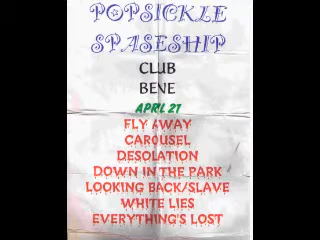 POPSICKLE
SPASESHIP
CLUB
BENE
APRL 21
FLY AWAY
CAROUSEL
DESOLATION
DOWN IN THE PARK
LOOKING BACK/SLAVE
WHITE LIES
EVERYTHING'S LOST